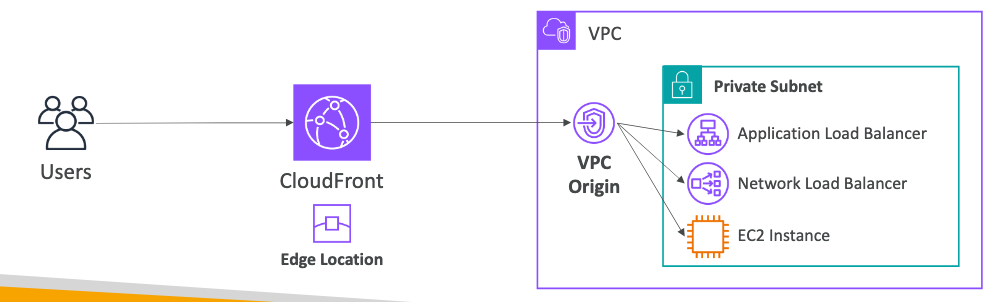 VPC
Private Subnet
Users
CloudFront
Edge Location
VPC
Origin
Application Load Balancer
Network Load Balancer
EC2 Instance